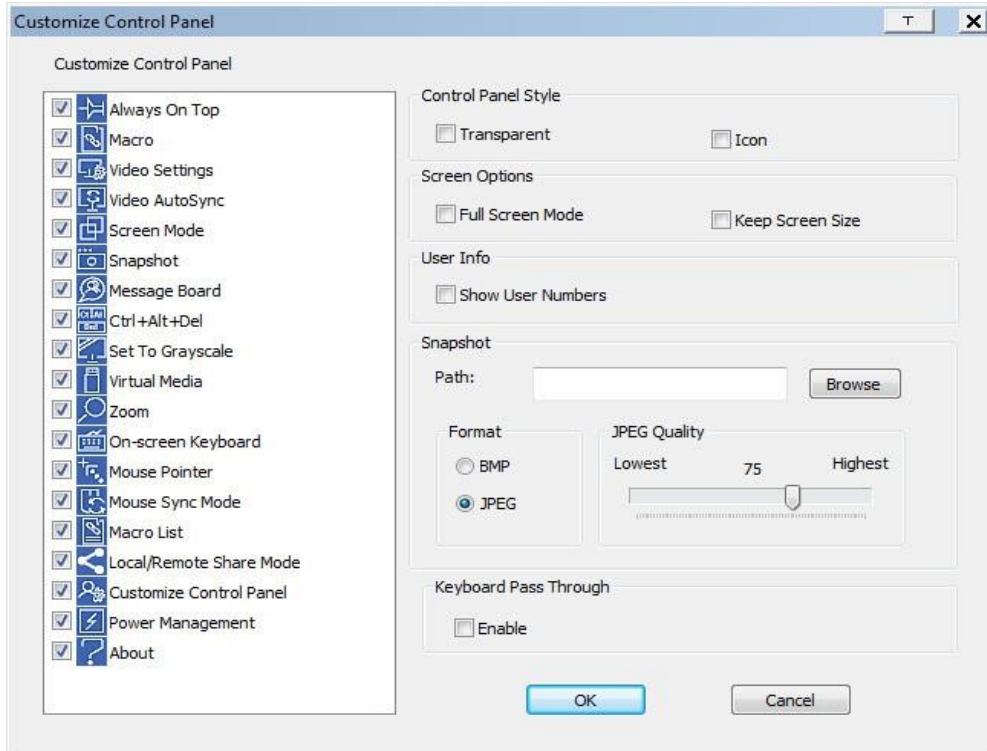 Customize Control Panel
T
Customize Control Panel
Always On Top
Macro
Video Settings
Video AutoSync
Screen Mode
Snapshot
Message Board
Ctrl+Alt+Del
Set To Grayscale
Virtual Media
Zoom
On-screen Keyboard
Mouse Pointer
Mouse Sync Mode
Macro List
Local/Remote Share Mode
Customize Control Panel
Power Management
About
Control Panel Style
Transparent
Icon
Screen Options
Full Screen Mode
Keep Screen Size
User Info
Show User Numbers
Snapshot
Path:
Browse
Format
BMP
JPEG
JPEG Quality
Lowest 75 Highest
Keyboard Pass Through
Enable
OK
Cancel